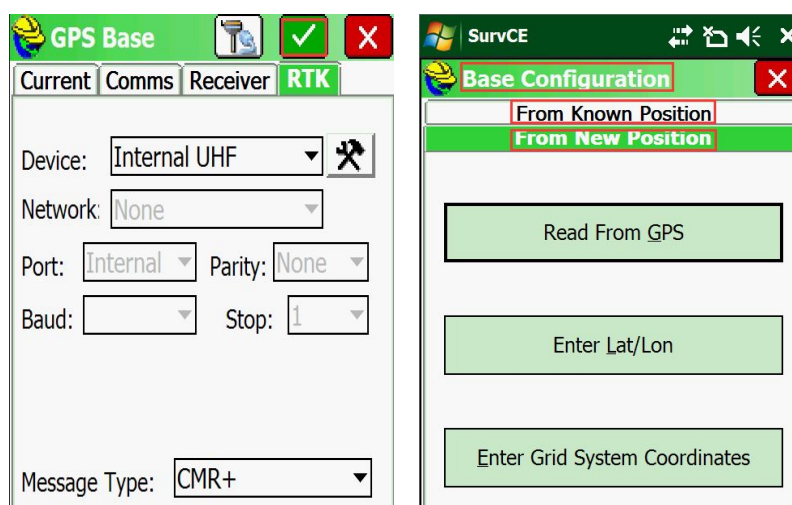 GPS Base
Current Comms Receiver RTK
Device: Internal UHF
Network: None
Port: Internal Parity: None
Baud: Stop: 1
Message Type: CMR+
SurvCE
Base Configuration
From Known Position
From New Position
Read From GPS
Enter Lat/Lon
Enter Grid System Coordinates